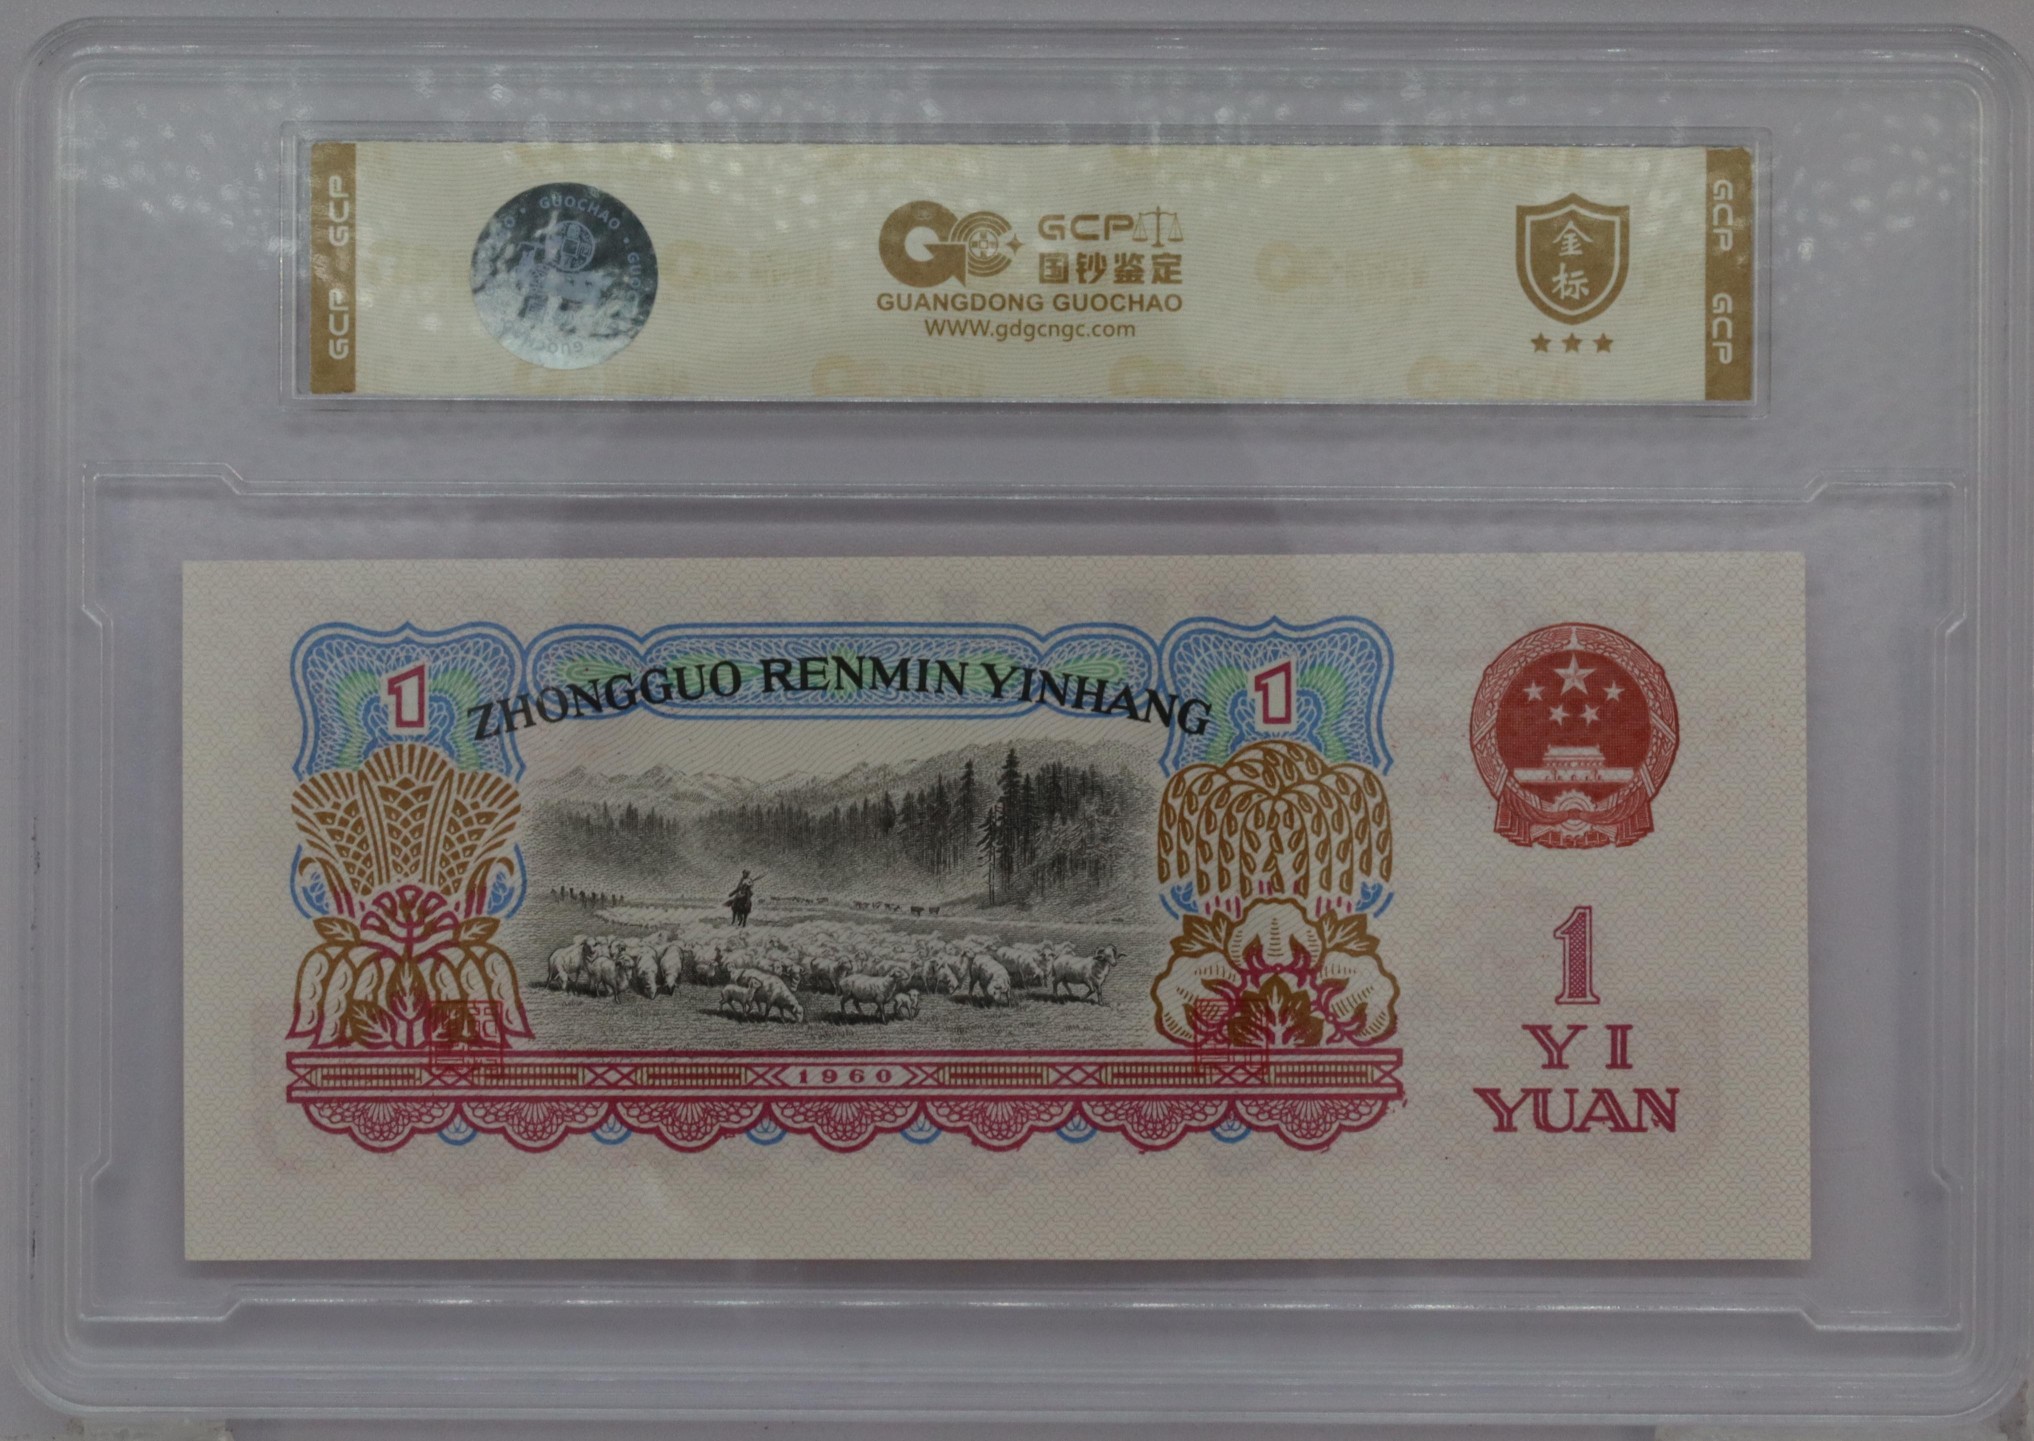 GCP GCP
GUOCHAO · GUO
GCP
国钞鉴定
GUANGDONG GUOCHAO
WWW.gdgcngc.com
金标
GCP GCP
ZHONGGUO RENMIN YINHANG
1
1
1
YI
YUAN
1960